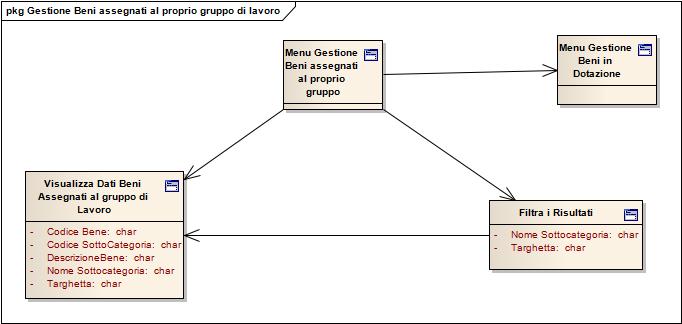 pkg Gestione Beni assegnati al proprio gruppo di lavoro
Menu Gestione
Beni assegnati
al proprio
gruppo
Menu Gestione
Beni in
Dotazione
Visualizza Dati Beni
Assegnati al gruppo di
Lavoro
- Codice Bene: char
- Codice SottoCategoria: char
- DescrizioneBene: char
- Nome Sottocategoria: char
- Targhetta: char
Filtra i Risultati
- Nome Sottocategoria: char
- Targhetta: char